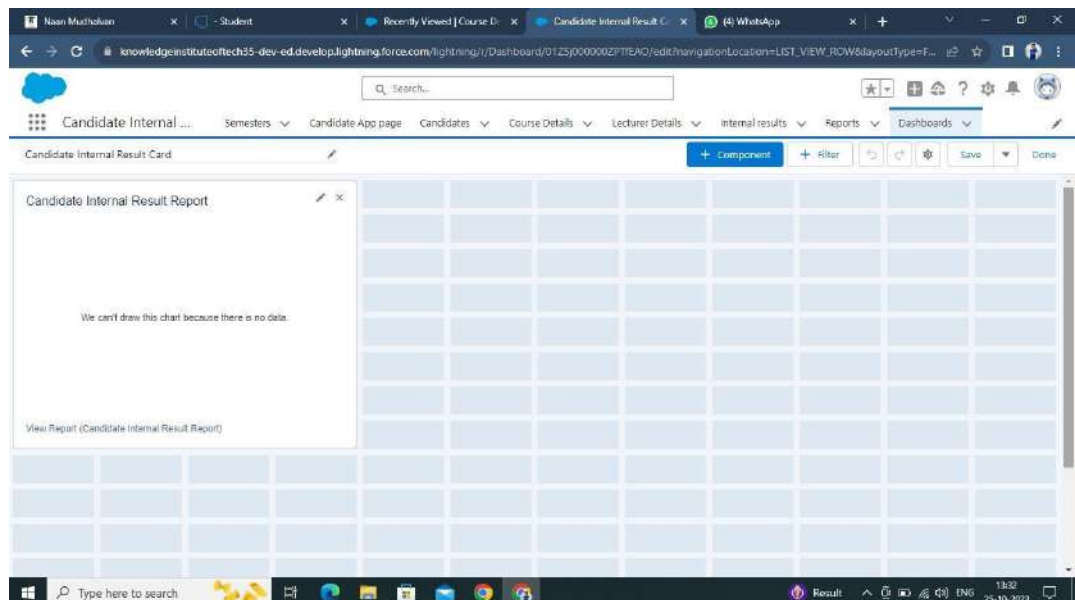 Naan Mudhalvan
- Student
Recently Viewed | Course D
Candidate Internal Result C
(4) WhatsApp
knowledgeinstituteoftech35-dev-ed.develop.lightning.force.com/lightning/r/Dashboard/
Search...
Candidate Internal ...
Semesters
Candidate App page
Candidates
Course Details
Lecturer Details
Internal results
Reports
Dashboards
Candidate Internal Result Card
+ Component
+ Filter
Save
Done
Candidate Internal Result Report
We can't draw this chart because there is no data.
View Report (Candidate Internal Result Report)
Type here to search
Result
ENG
13:32
25-10-2023